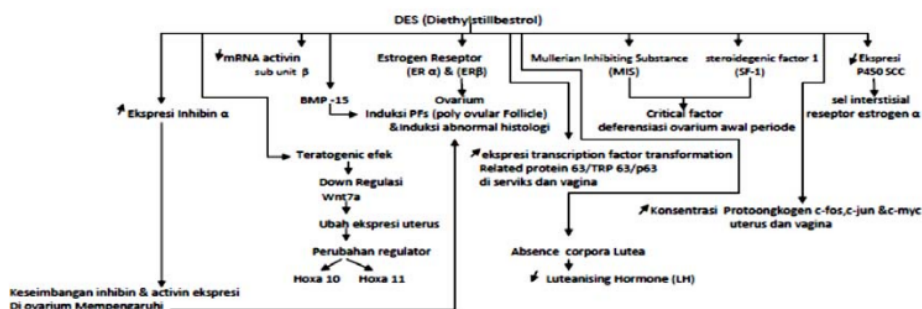 DES (Diethylstillbestrol)
mRNA activin
sub unit β
Estrogen Reseptor
(ER α) & (ERβ)
Mullerian Inhibiting Substance
(MIS)
steroidegenic factor 1
(SF-1)
Ekspresi
P450 SCC
Ekspresi Inhibin α
BMP -15
Ovarium
Induksi PFs (poly ovular Follicle)
&Induksi abnormal histologi
Critical factor
deferensiasi ovarium awal periode
sel interstisial
reseptor estrogen α
Teratogenic efek
Down Regulasi
Wnt7a
Ubah ekspresi uterus
Perubahan regulator
Hoxa 10
Hoxa 11
ekspresi transcription factor transformation
Related protein 63/TRP 63/p63
di serviks dan vagina
Konsentrasi Protoongkogen c-fos,c-jun &c-myc
uterus dan vagina
Absence corpora Lutea
Luteanising Hormone (LH)
Keseimbangan inhibin & activin ekspresi
Di ovarium Mempengaruhi